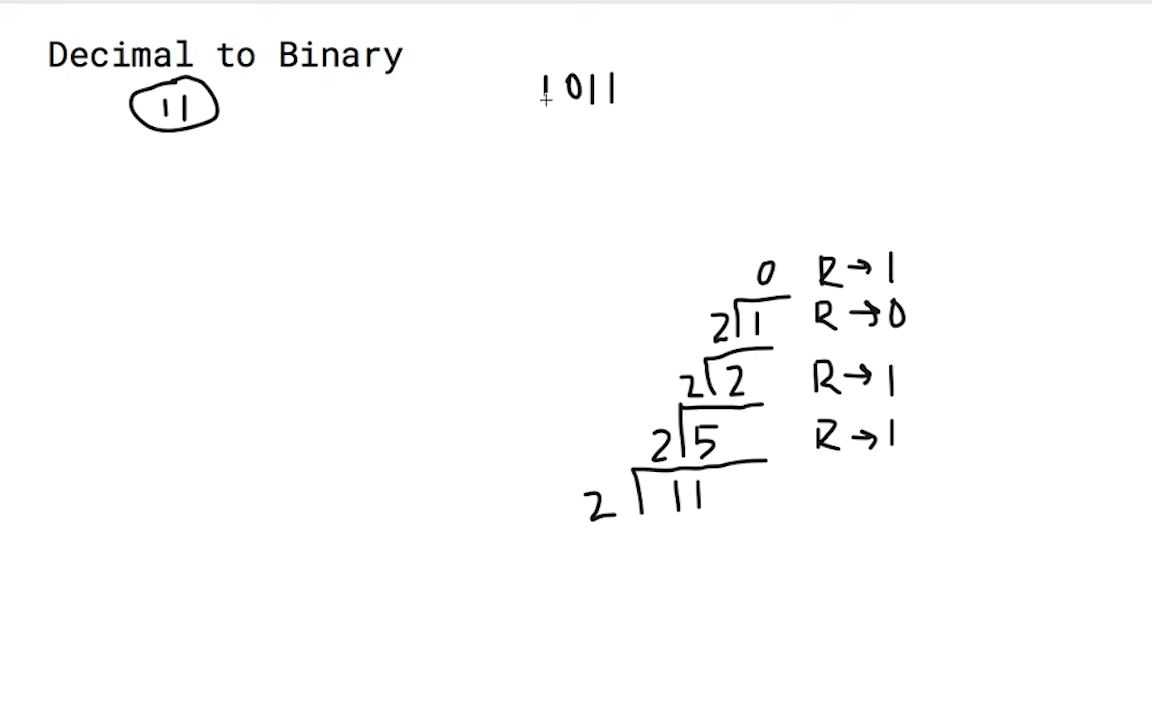 Decimal to Binary
11
1011
0 R→1
2 1 R→0
2 2 R→1
2 5 R→1
2 11